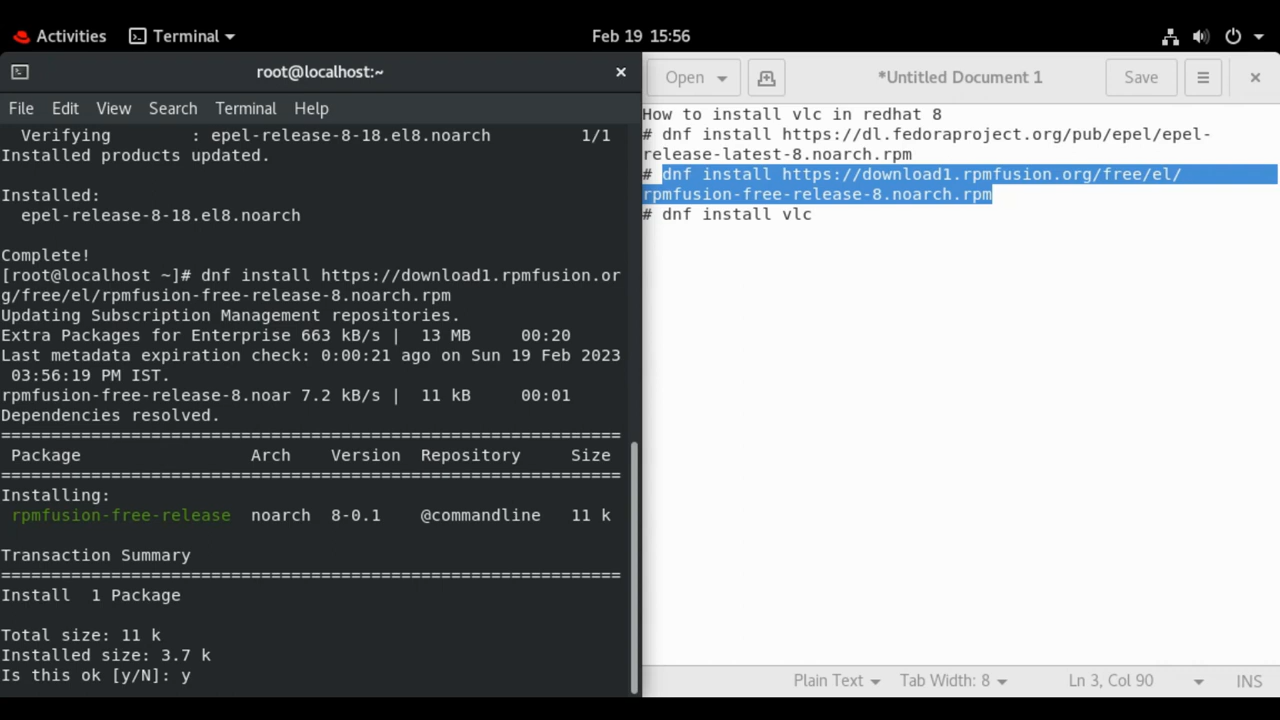 Activities
Terminal
Feb 19 15:56
root@localhost:~
File Edit View Search Terminal Help
Verifying : epel-release-8-18.el8.noarch 1/1
Installed products updated.
Installed:
epel-release-8-18.el8.noarch
Complete!
[root@localhost ~]# dnf install https://download1.rpmfusion.or
g/free/el/rpmfusion-free-release-8.noarch.rpm
Updating Subscription Management repositories.
Extra Packages for Enterprise 663 kB/s | 13 MB 00:20
Last metadata expiration check: 0:00:21 ago on Sun 19 Feb 2023
03:56:19 PM IST.
rpmfusion-free-release-8.noar 7.2 kB/s | 11 kB 00:01
Dependencies resolved.
==============================================================
Package Arch Version Repository Size
==============================================================
Installing:
rpmfusion-free-release noarch 8-0.1 @commandline 11 k
Transaction Summary
==============================================================
Install 1 Package
Total size: 11 k
Installed size: 3.7 k
Is this ok [y/N]: y
Open
*Untitled Document 1
Save
How to install vlc in redhat 8
# dnf install https://dl.fedoraproject.org/pub/epel/epel-
release-latest-8.noarch.rpm
# dnf install https://download1.rpmfusion.org/free/el/
rpmfusion-free-release-8.noarch.rpm
# dnf install vlc
Plain Text Tab Width: 8 Ln 3, Col 90 INS